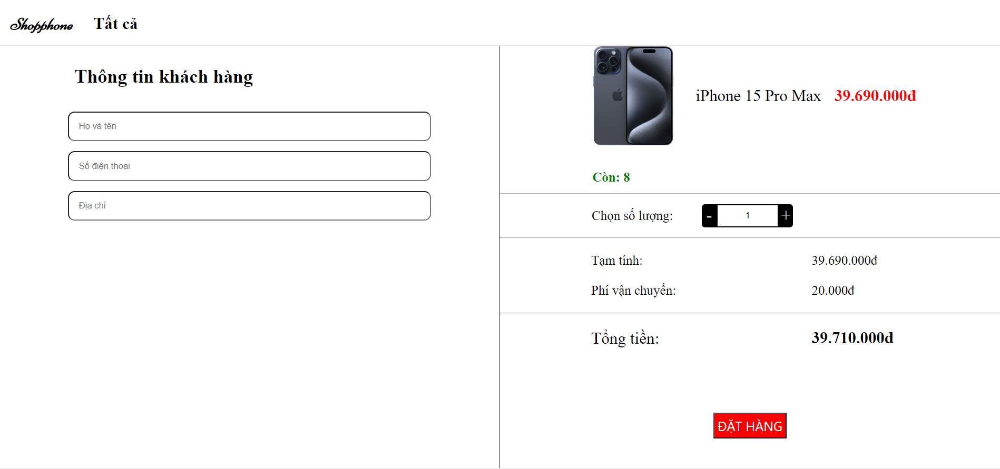 Shopphone
Tất cả
Thông tin khách hàng
Họ và tên
Số điện thoại
Địa chỉ
iPhone 15 Pro Max 39.690.000đ
Còn: 8
Chọn số lượng: - 1 +
Tạm tính: 39.690.000đ
Phí vận chuyển: 20.000đ
Tổng tiền: 39.710.000đ
ĐẶT HÀNG